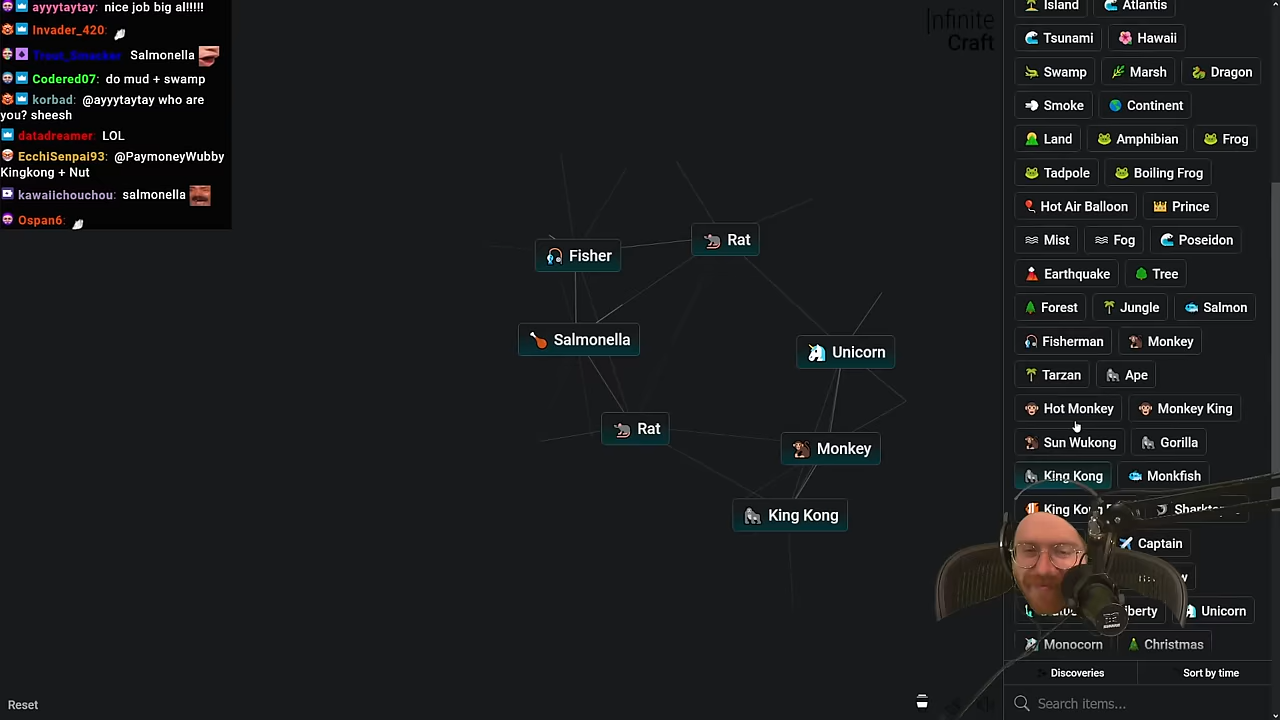 ayyytaytay: nice job big al!!!!!
Invader_420:
Trust_Smacker Salmonella
Codered07: do mud + swamp
korbad: @ayyytaytay who are
you? sheesh
datadreamer: LOL
EcchiSenpai93: @PaymoneyWubby
Kingkong + Nut
kawaiichouchou: salmonella
Ospan6:
Infinite
Craft
Fisher
Rat
Salmonella
Unicorn
Rat
Monkey
King Kong
Reset
Island Atlantis
Tsunami Hawaii
Swamp Marsh Dragon
Smoke Continent
Land Amphibian Frog
Tadpole Boiling Frog
Hot Air Balloon Prince
Mist Fog Poseidon
Earthquake Tree
Forest Jungle Salmon
Fisherman Monkey
Tarzan Ape
Hot Monkey Monkey King
Sun Wukong Gorilla
King Kong Monkfish
King Kong
Captain
Unicorn
Monocorn Christmas
Discoveries Sort by time
Search items...